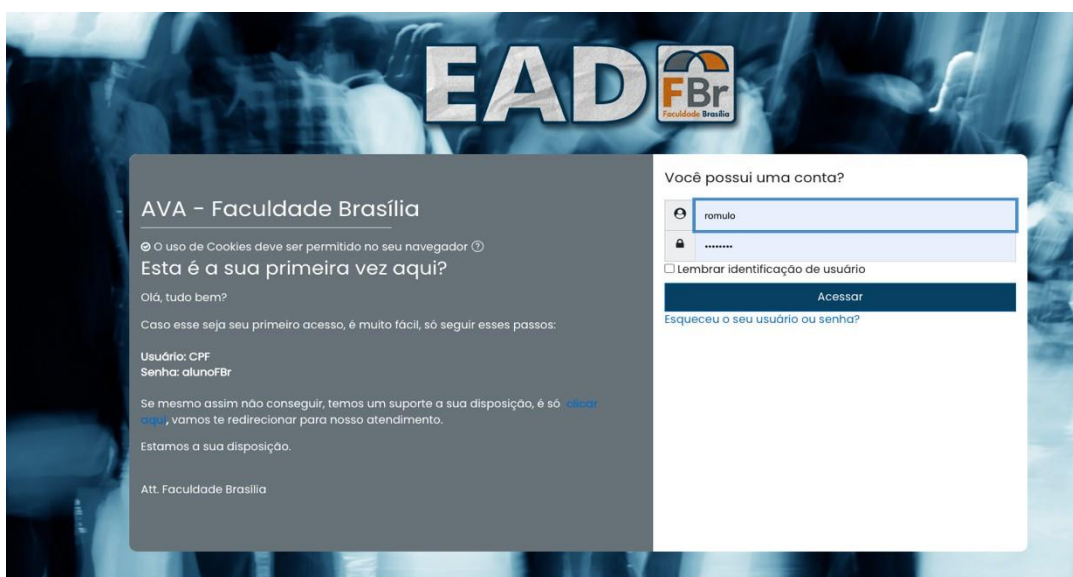 EAD
FBr
Faculdade Brasília
AVA - Faculdade Brasília
O uso de Cookies deve ser permitido no seu navegador
Esta é a sua primeira vez aqui?
Olá, tudo bem?
Caso esse seja seu primeiro acesso, é muito fácil, só seguir esses passos:
Usuário: CPF
Senha: alunoFBr
Se mesmo assim não conseguir, temos um suporte a sua disposição, é só clicar
aqui, vamos te redirecionar para nosso atendimento.
Estamos a sua disposição.
Att. Faculdade Brasília
Você possui uma conta?
romulo
••••••••
Lembrar identificação de usuário
Acessar
Esqueceu o seu usuário ou senha?